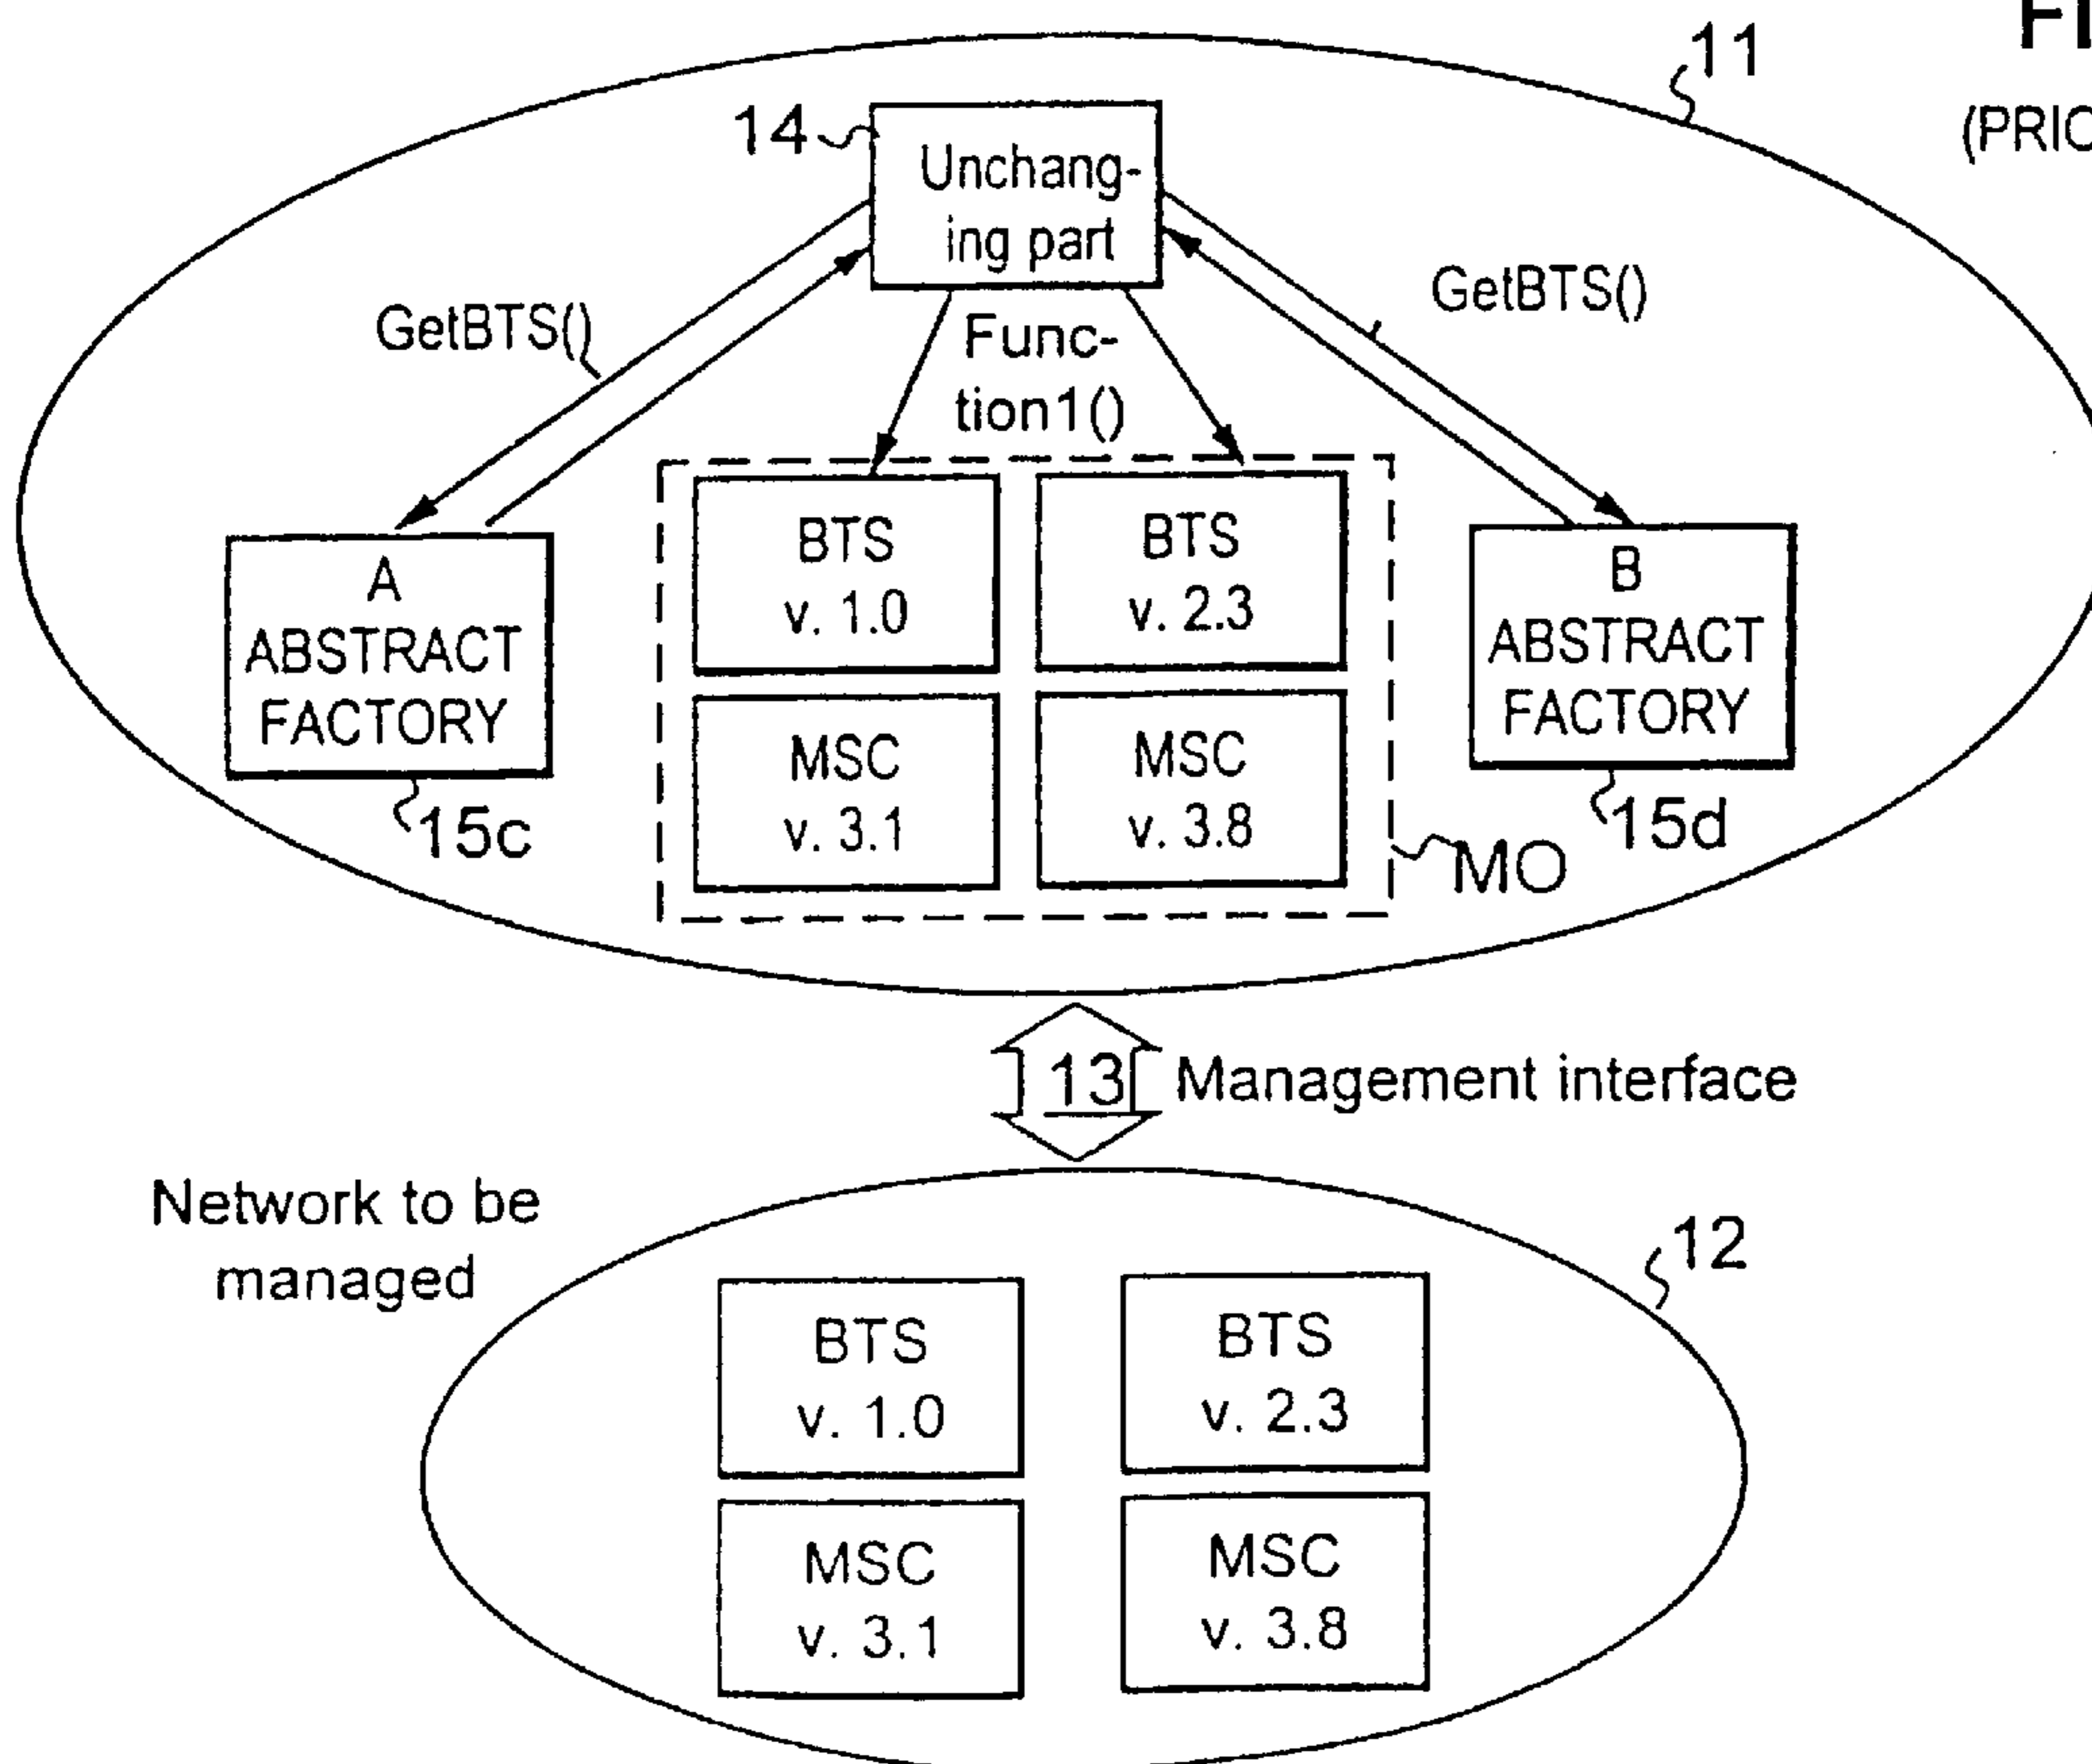 11
14
Unchang-
ing part
GetBTS()
GetBTS()
Func-
tion1()
A
ABSTRACT
FACTORY
BTS
v. 1.0
BTS
v. 2.3
B
ABSTRACT
FACTORY
MSC
v. 3.1
MSC
v. 3.8
15c
15d
MO
13 Management interface
Network to be
managed
12
BTS
v. 1.0
BTS
v. 2.3
MSC
v. 3.1
MSC
v. 3.8